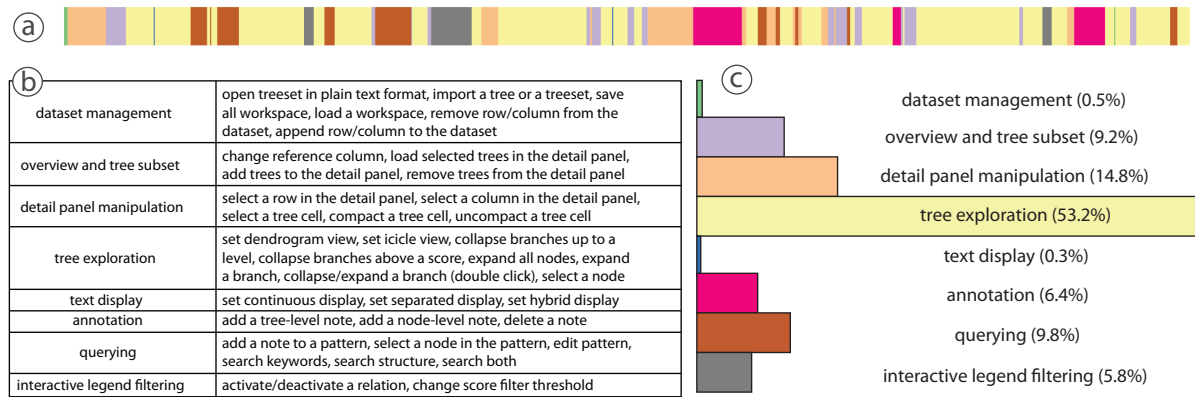 a
b
c
dataset management
open treeset in plain text format, import a tree or a treeset, save
all workspace, load a workspace, remove row/column from the
dataset, append row/column to the dataset
overview and tree subset
change reference column, load selected trees in the detail panel,
add trees to the detail panel, remove trees from the detail panel
detail panel manipulation
select a row in the detail panel, select a column in the detail panel,
select a tree cell, compact a tree cell, uncompact a tree cell
tree exploration
set dendrogram view, set icicle view, collapse branches up to a
level, collapse branches above a score, expand all nodes, expand
a branch, collapse/expand a branch (double click), select a node
text display
set continuous display, set separated display, set hybrid display
annotation
add a tree-level note, add a node-level note, delete a note
querying
add a note to a pattern, select a node in the pattern, edit pattern,
search keywords, search structure, search both
interactive legend filtering
activate/deactivate a relation, change score filter threshold
dataset management (0.5%)
overview and tree subset (9.2%)
detail panel manipulation (14.8%)
tree exploration (53.2%)
text display (0.3%)
annotation (6.4%)
querying (9.8%)
interactive legend filtering (5.8%)